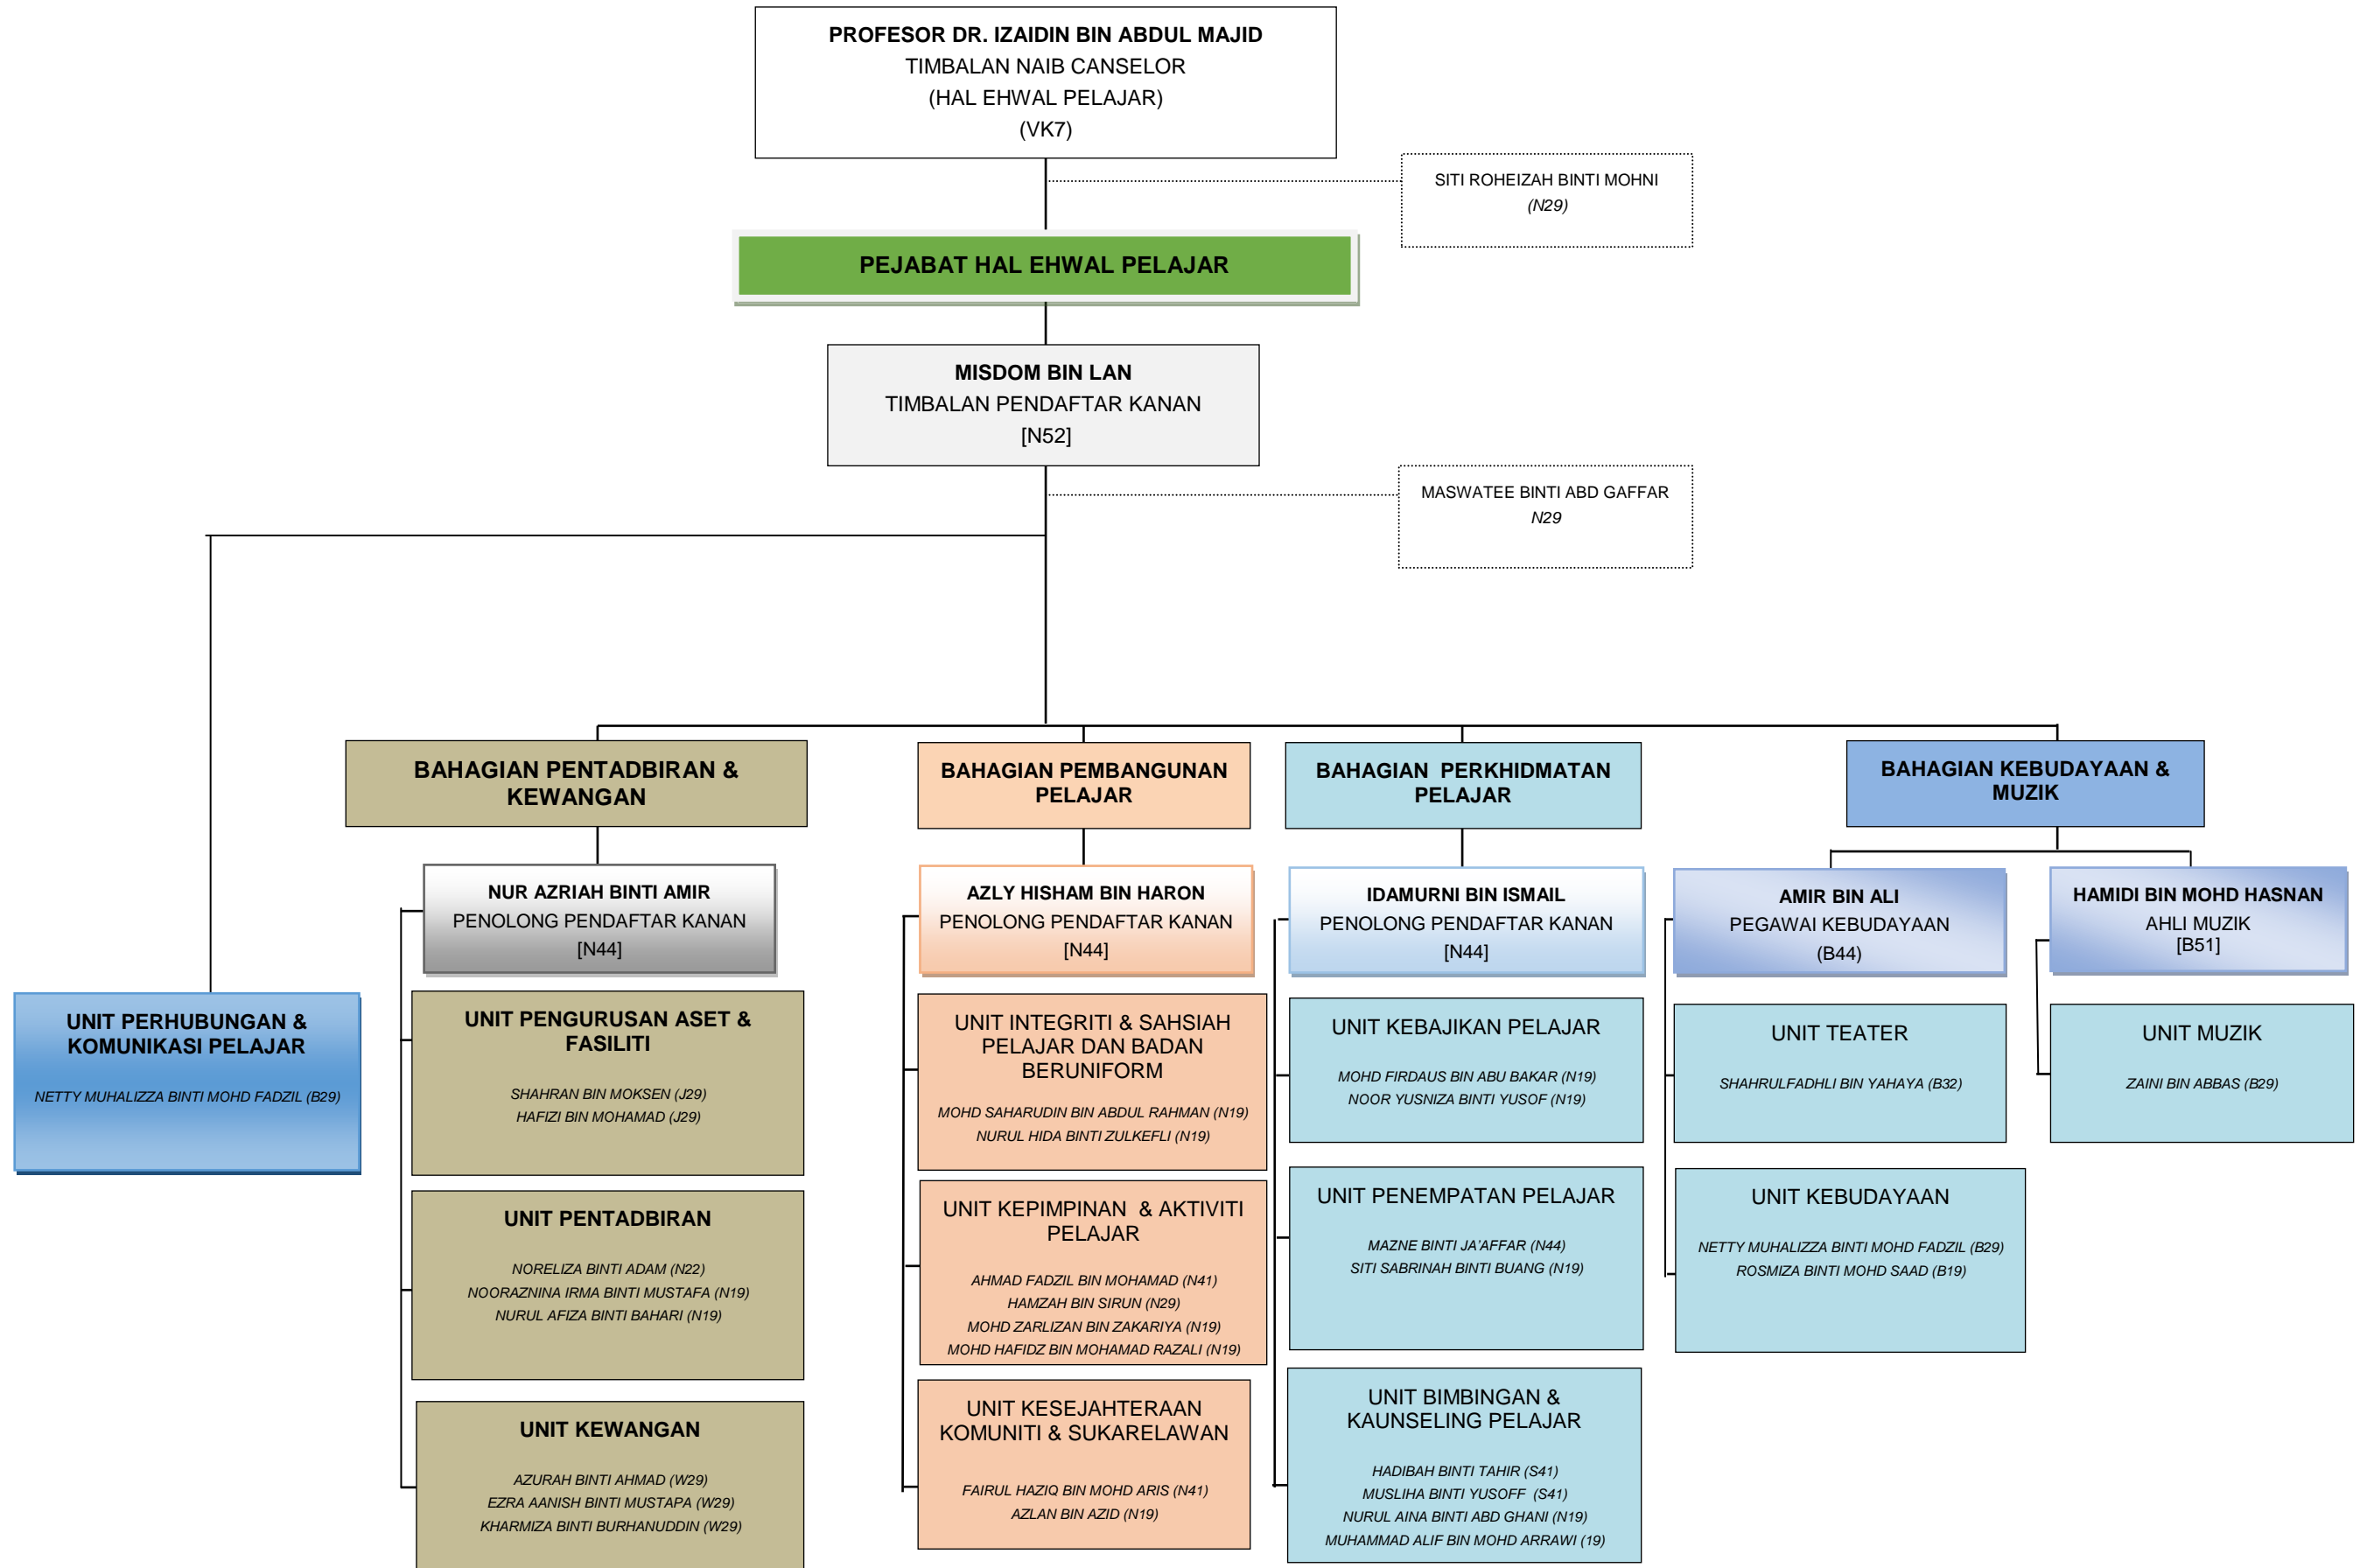 PROFESOR DR. IZAIDIN BIN ABDUL MAJID
TIMBALAN NAIB CANSELOR
(HAL EHWAL PELAJAR)
(VK7)
SITI ROHEIZAH BINTI MOHNI
(N29)
PEJABAT HAL EHWAL PELAJAR
MISDOM BIN LAN
TIMBALAN PENDAFTAR KANAN
[N52]
MASWATEE BINTI ABD GAFFAR
N29
UNIT PERHUBUNGAN &
KOMUNIKASI PELAJAR
NETTY MUHALIZZA BINTI MOHD FADZIL (B29)
BAHAGIAN PENTADBIRAN &
KEWANGAN
NUR AZRIAH BINTI AMIR
PENOLONG PENDAFTAR KANAN
[N44]
UNIT PENGURUSAN ASET &
FASILITI
SHAHRAN BIN MOKSEN (J29)
HAFIZI BIN MOHAMAD (J29)
UNIT PENTADBIRAN
NORELIZA BINTI ADAM (N22)
NOORAZNINA IRMA BINTI MUSTAFA (N19)
NURUL AFIZA BINTI BAHARI (N19)
UNIT KEWANGAN
AZURAH BINTI AHMAD (W29)
EZRA AANISH BINTI MUSTAPA (W29)
KHARMIZA BINTI BURHANUDDIN (W29)
BAHAGIAN PEMBANGUNAN
PELAJAR
AZLY HISHAM BIN HARON
PENOLONG PENDAFTAR KANAN
[N44]
UNIT INTEGRITI & SAHSIAH
PELAJAR DAN BADAN
BERUNIFORM
MOHD SAHARUDIN BIN ABDUL RAHMAN (N19)
NURUL HIDA BINTI ZULKEFLI (N19)
UNIT KEPIMPINAN  & AKTIVITI
PELAJAR
AHMAD FADZIL BIN MOHAMAD (N41)
HAMZAH BIN SIRUN (N29)
MOHD ZARLIZAN BIN ZAKARIYA (N19)
MOHD HAFIDZ BIN MOHAMAD RAZALI (N19)
UNIT KESEJAHTERAAN
KOMUNITI & SUKARELAWAN
FAIRUL HAZIQ BIN MOHD ARIS (N41)
AZLAN BIN AZID (N19)
BAHAGIAN  PERKHIDMATAN
PELAJAR
IDAMURNI BIN ISMAIL
PENOLONG PENDAFTAR KANAN
[N44]
UNIT KEBAJIKAN PELAJAR
MOHD FIRDAUS BIN ABU BAKAR (N19)
NOOR YUSNIZA BINTI YUSOF (N19)
UNIT PENEMPATAN PELAJAR
MAZNE BINTI JA’AFFAR (N44)
SITI SABRINAH BINTI BUANG (N19)
UNIT BIMBINGAN &
KAUNSELING PELAJAR
HADIBAH BINTI TAHIR (S41)
MUSLIHA BINTI YUSOFF  (S41)
NURUL AINA BINTI ABD GHANI (N19)
MUHAMMAD ALIF BIN MOHD ARRAWI (19)
BAHAGIAN KEBUDAYAAN &
MUZIK
AMIR BIN ALI
PEGAWAI KEBUDAYAAN
(B44)
UNIT TEATER
SHAHRULFADHLI BIN YAHAYA (B32)
UNIT KEBUDAYAAN
NETTY MUHALIZZA BINTI MOHD FADZIL (B29)
ROSMIZA BINTI MOHD SAAD (B19)
HAMIDI BIN MOHD HASNAN
AHLI MUZIK
[B51]
UNIT MUZIK
ZAINI BIN ABBAS (B29)